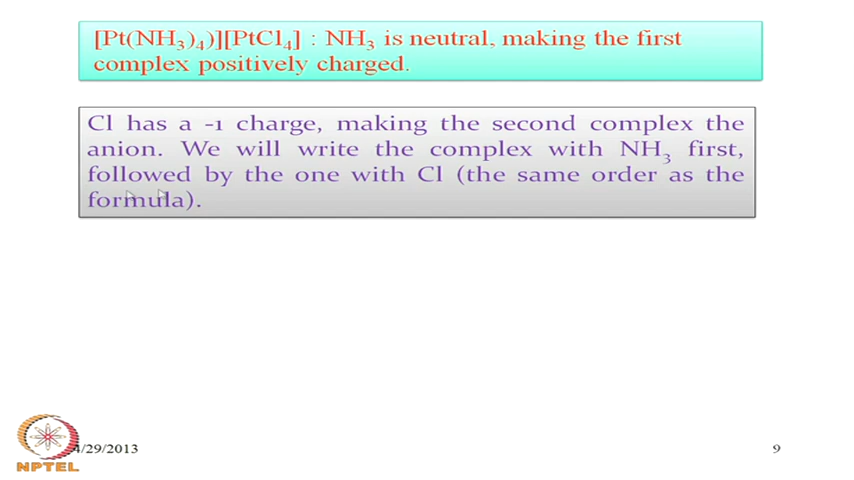 [Pt(NH₃)₄)][PtCl₄] : NH₃ is neutral, making the first
complex positively charged.
Cl has a -1 charge, making the second complex the
anion. We will write the complex with NH₃ first,
followed by the one with Cl (the same order as the
formula).
4/29/2013
9
NPTEL